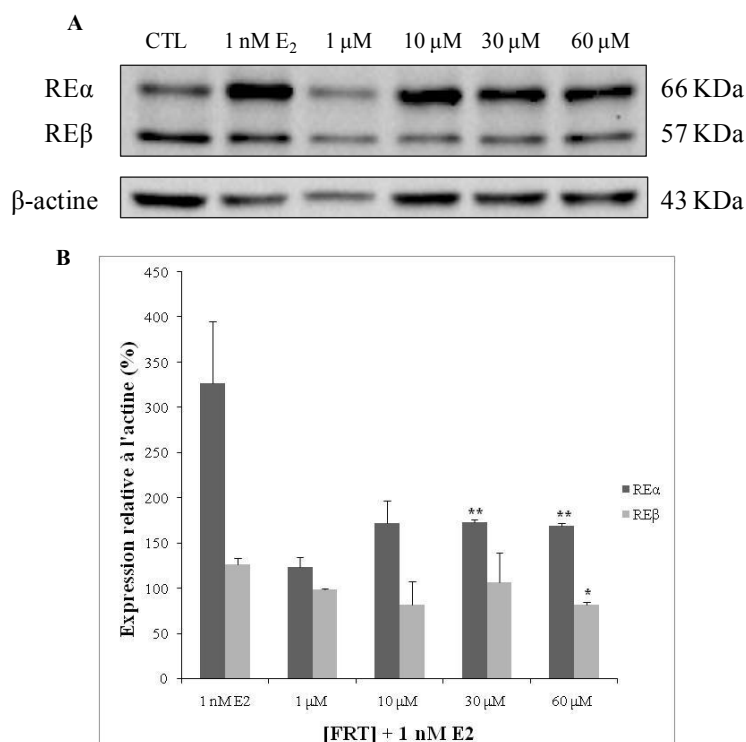 A
CTL 1 nM E₂ 1 µM 10 µM 30 µM 60 µM
REα 66 KDa
REβ 57 KDa
β-actine 43 KDa
B
450
400
350
300
250
200
150
100
50
0
Expression relative à l'actine (%)
** **
*
REα
REβ
1 nM E2 1 µM 10 µM 30 µM 60 µM
[FRT] + 1 nM E2